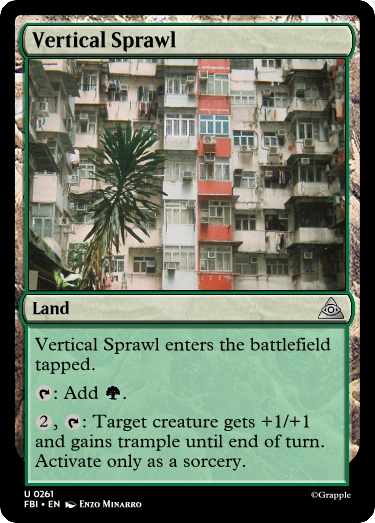 Vertical Sprawl
Land
Vertical Sprawl enters the battlefield
tapped.
: Add .
2, : Target creature gets +1/+1
and gains trample until end of turn.
Activate only as a sorcery.
U 0261
FBI • EN Enzo Minarro
©Grapple